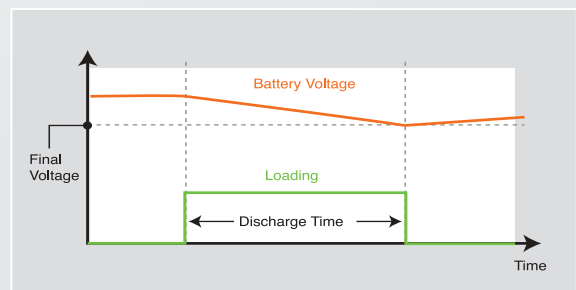 Battery Voltage
Final
Voltage
Loading
Discharge Time
Time